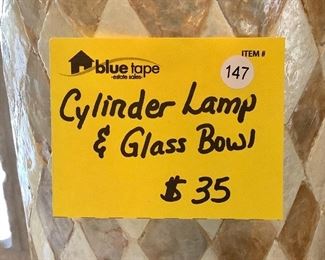 ITEM #
147
blue tape
-estate sales-
Cylinder Lamp
& Glass Bowl
$ 35